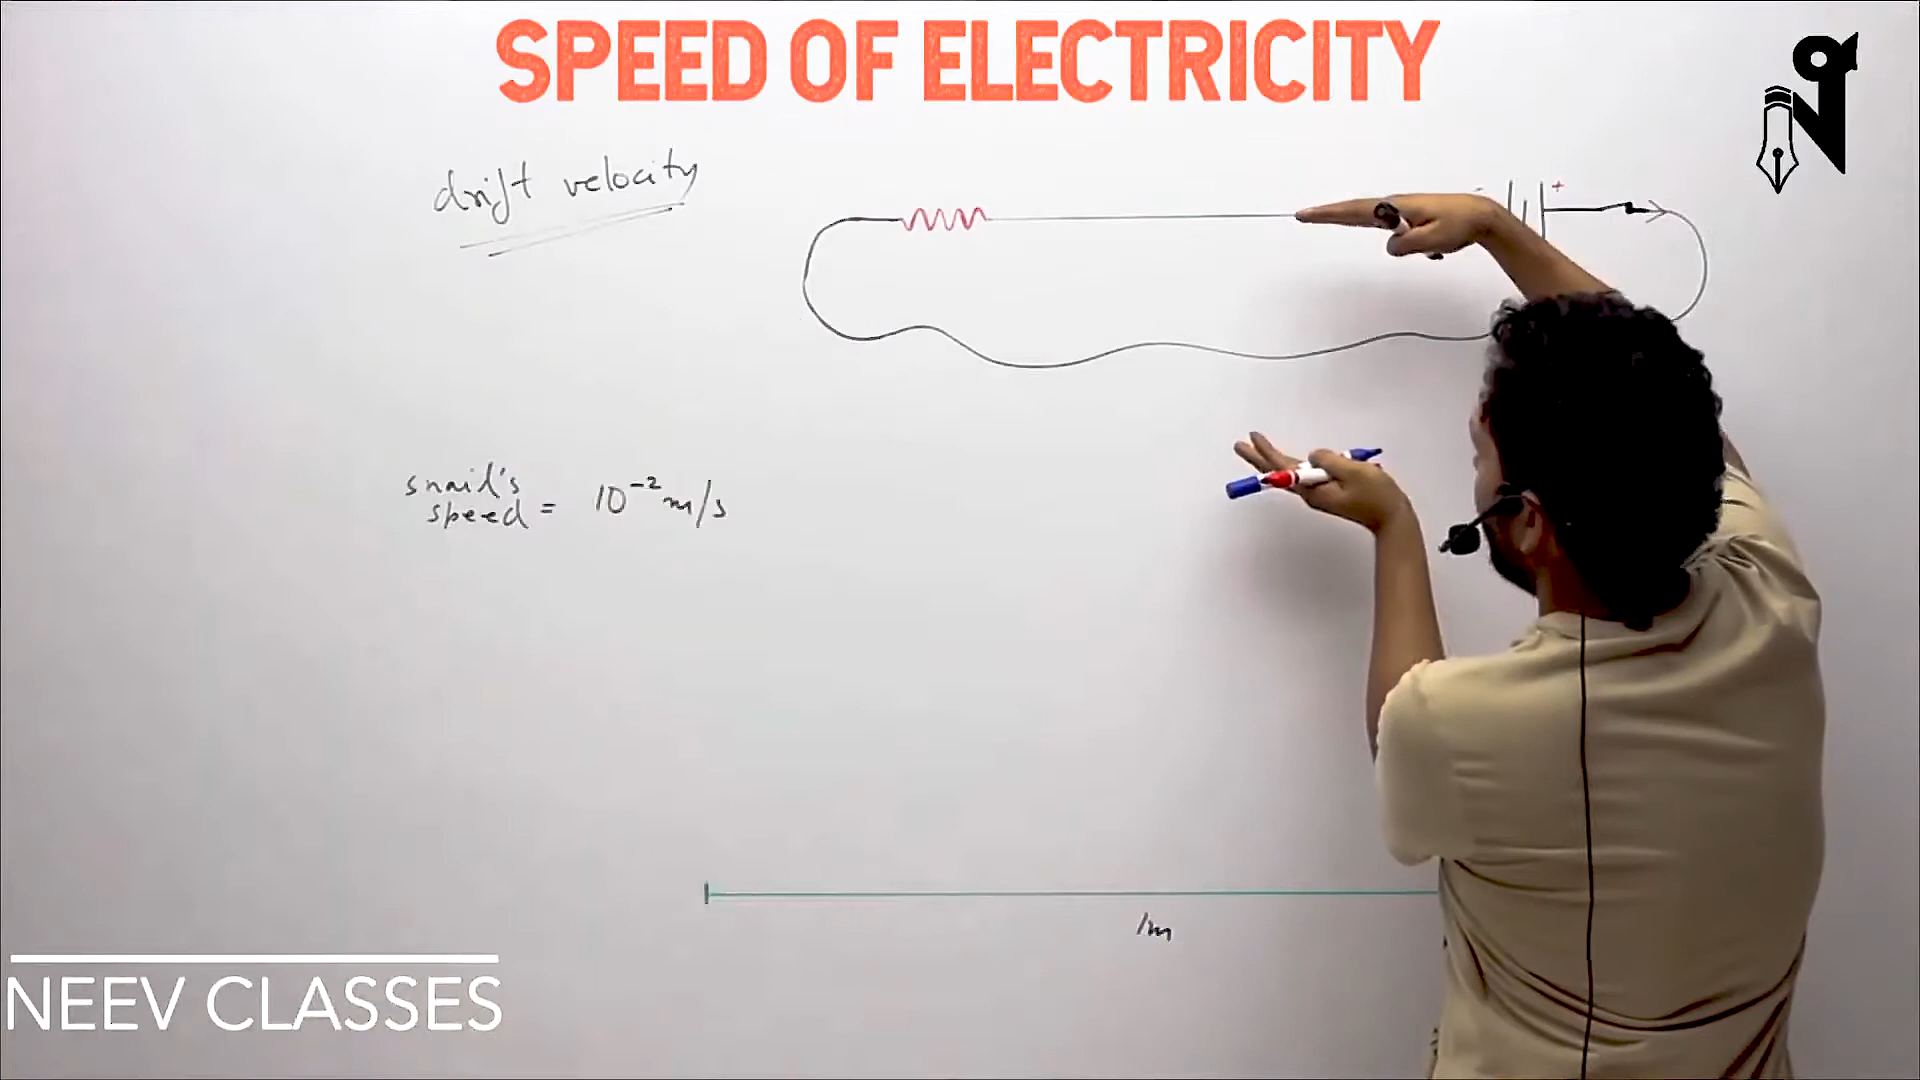 SPEED OF ELECTRICITY
drift velocity
- +
snail's
speed = 10⁻² m/s
1m
NEEV CLASSES